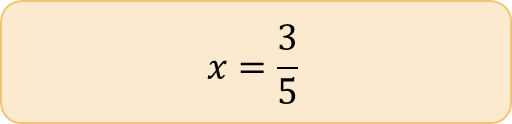 x = 3/5